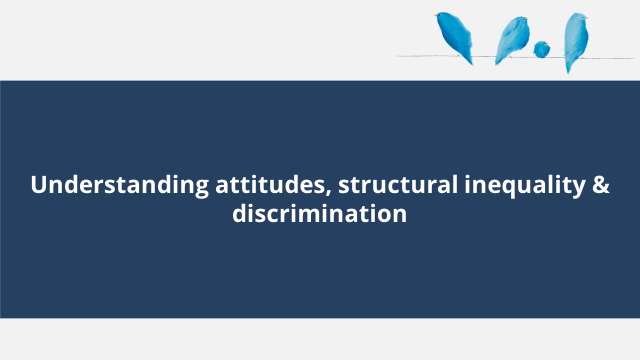 Understanding attitudes, structural inequality &
discrimination